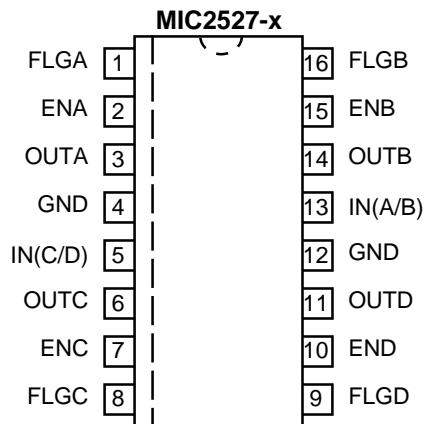 MIC2527-x
FLGA 1 16 FLGB
ENA 2 15 ENB
OUTA 3 14 OUTB
GND 4 13 IN(A/B)
IN(C/D) 5 12 GND
OUTC 6 11 OUTD
ENC 7 10 END
FLGC 8 9 FLGD